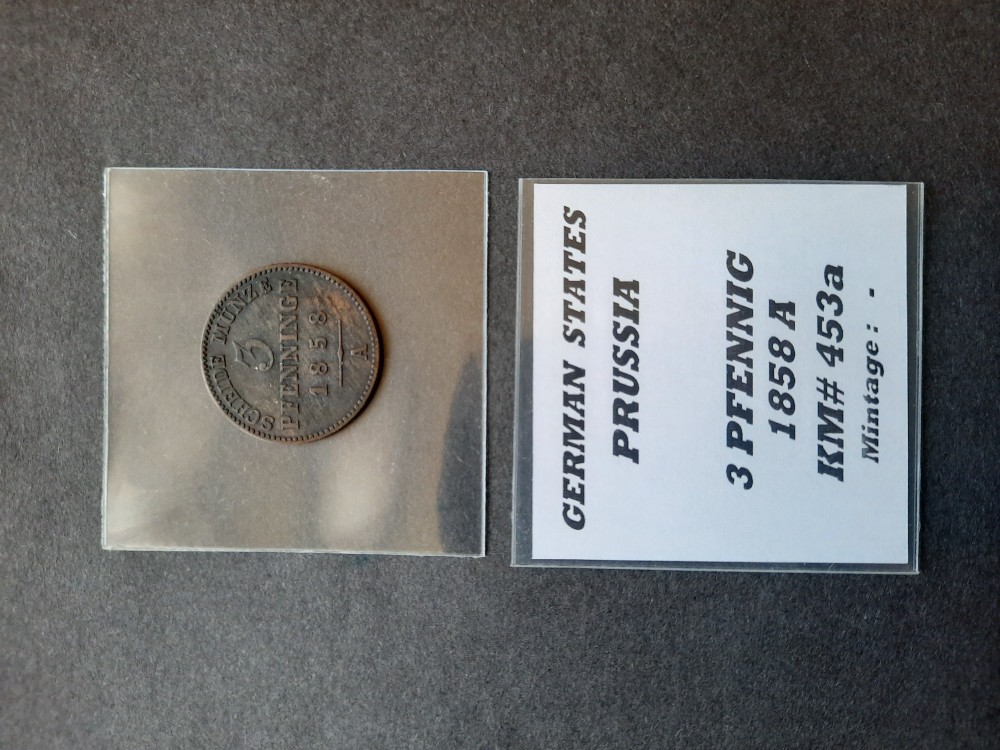 SCHEIDE MÜNZE
3
PFENNINGE
1858
A
GERMAN STATES
PRUSSIA
3 PFENNIG
1858 A
KM# 453a
Mintage: -